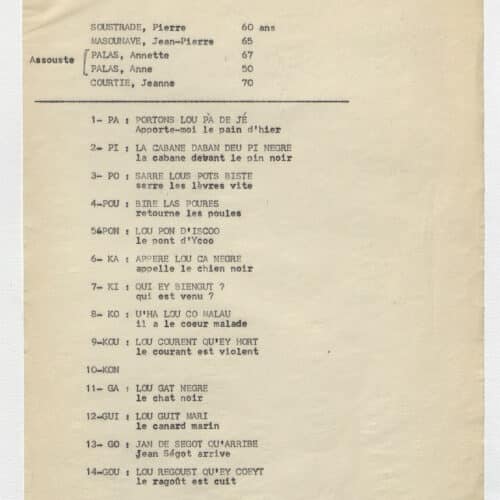 SOUSTRADE, Pierre 60 ans
MASOUNAVE, Jean-Pierre 65
Assouste PALAS, Annette 67
PALAS, Anne 50
COURTIE, Jeanne 70
1- PA : PORTONS LOU PA DE JÉ
Apporte-moi le pain d'hier
2- PI : LA CABANE DABAN DEU PI NEGRE
la cabane devant le pin noir
3- PO : SARRE LOUS POTS BISTE
serre les lèvres vite
4-POU : BIRE LAS POURES
retourne les poules
5-PON : LOU PON D'ISCOO
le pont d'Ycoo
6- KA : APPERE LOU CA NEGRE
appelle le chien noir
7- KI : QUI EY BIENGUT ?
qui est venu ?
8- KO : U'HA LOU CO MALAU
il a le coeur malade
9-KOU : LOU COURENT QU'EY HORT
le courant est violent
10-KON
11- GA : LOU GAT NEGRE
le chat noir
12-GUI : LOU GUIT MARI
le canard marin
13- GO : JAN DE SEGOT QU'ARRIBE
Jean Ségot arrive
14-GOU : LOU REGOUST QU'EY COEYT
le ragoût est cuit